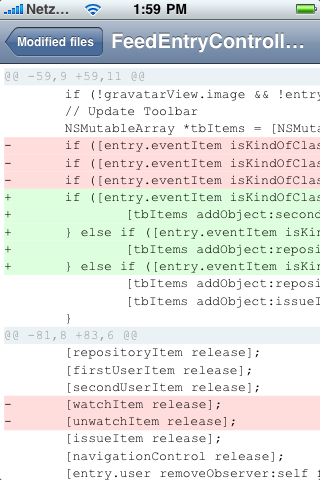 Netz... 1:59 PM
Modified files FeedEntryControll...
@@ -59,9 +59,11 @@
if (!gravatarView.image && !entry
// Update Toolbar
NSMutableArray *tbItems = [NSMuta
- if ([entry.eventItem isKindOfClas
- if ([entry.eventItem isKindOfClas
- if ([entry.eventItem isKindOfClas
+ if ([entry.eventItem isKindOfClas
+ [tbItems addObject:second
+ } else if ([entry.eventItem isKin
+ [tbItems addObject:reposi
+ } else if ([entry.eventItem isKin
[tbItems addObject:reposi
[tbItems addObject:issueI
}
@@ -81,8 +83,6 @@
[repositoryItem release];
[firstUserItem release];
[secondUserItem release];
- [watchItem release];
- [unwatchItem release];
[issueItem release];
[navigationControl release];
[entry.user removeObserver:self f